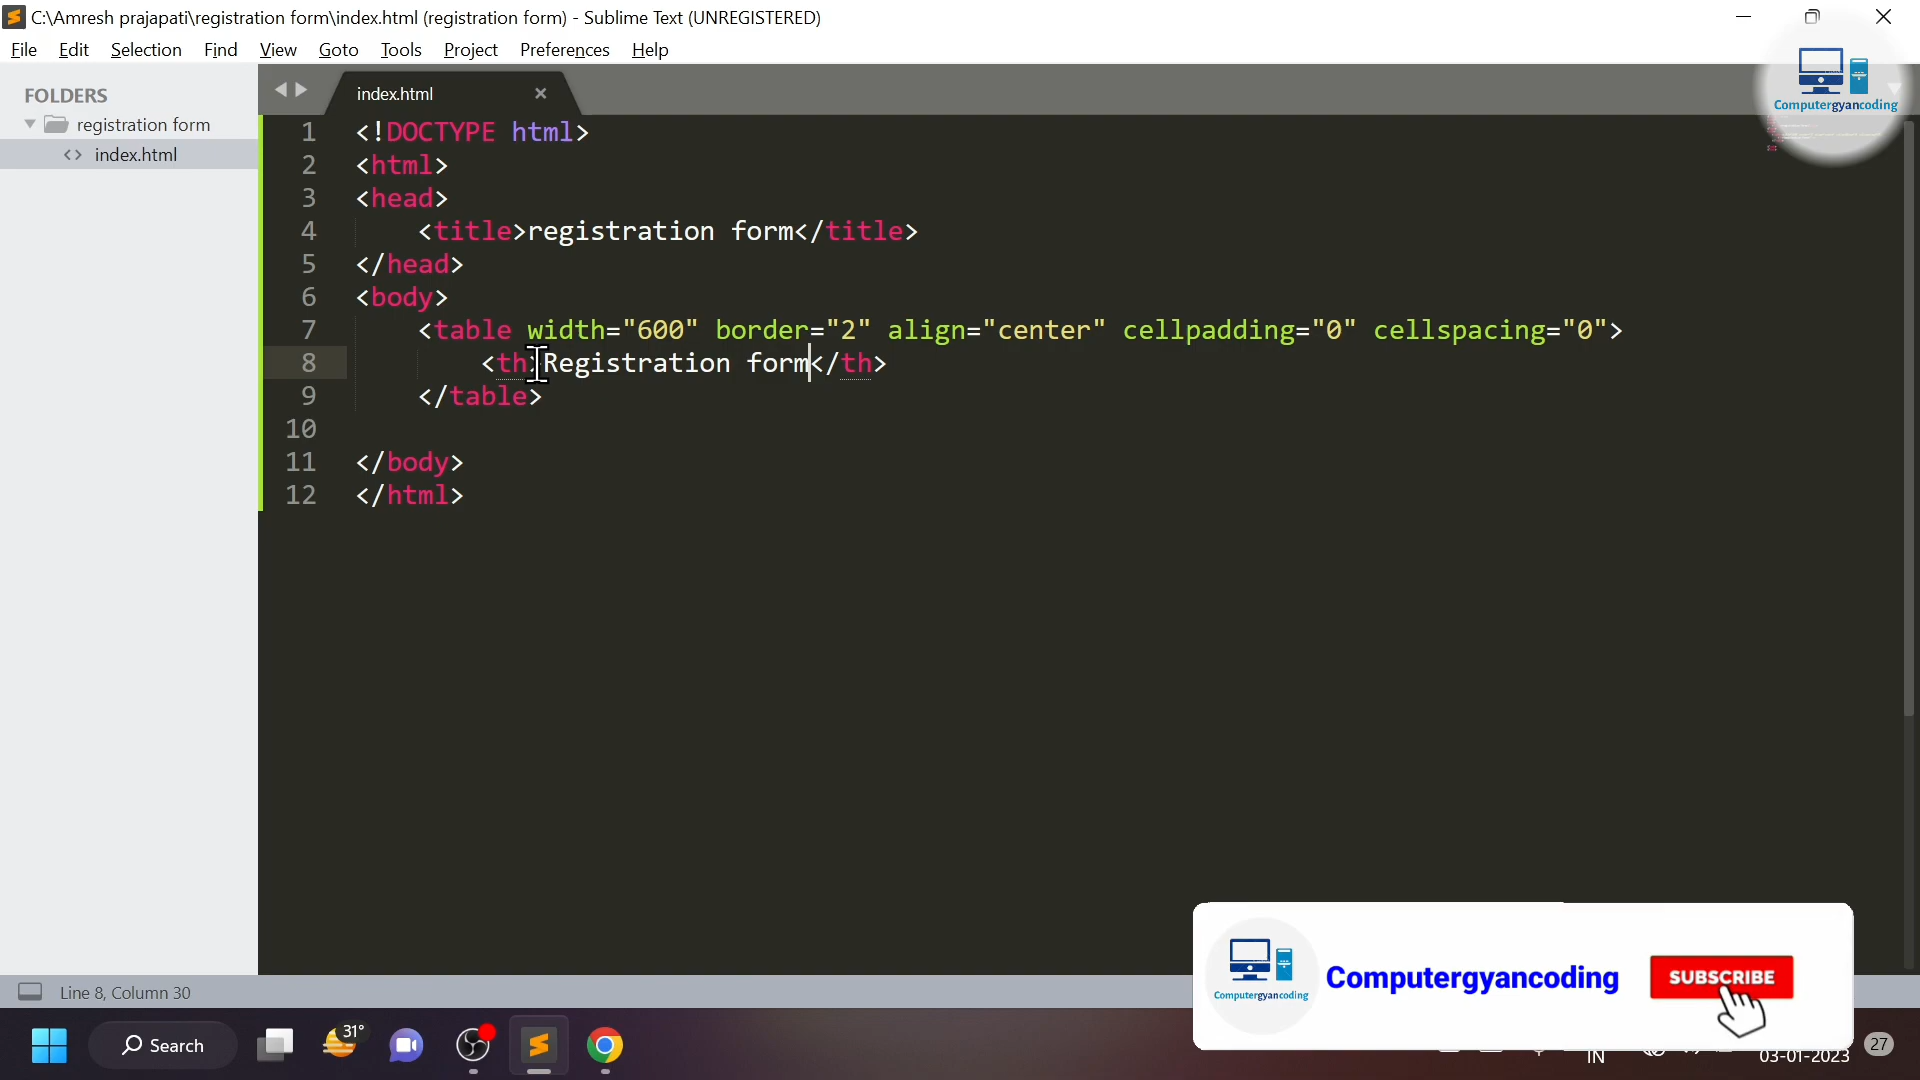 C:\Amresh prajapati\registration form\index.html (registration form) - Sublime Text (UNREGISTERED)
File Edit Selection Find View Goto Tools Project Preferences Help
Computergyancoding
FOLDERS
registration form
index.html
index.html
1 <!DOCTYPE html>
2 <html>
3 <head>
4 <title>registration form</title>
5 </head>
6 <body>
7 <table width="600" border="2" align="center" cellpadding="0" cellspacing="0">
8 <th>Registration form</th>
9 </table>
10
11 </body>
12 </html>
Computergyancoding
Computergyancoding
SUBSCRIBE
Line 8, Column 30
Search
31°
IN
03-01-2023
27